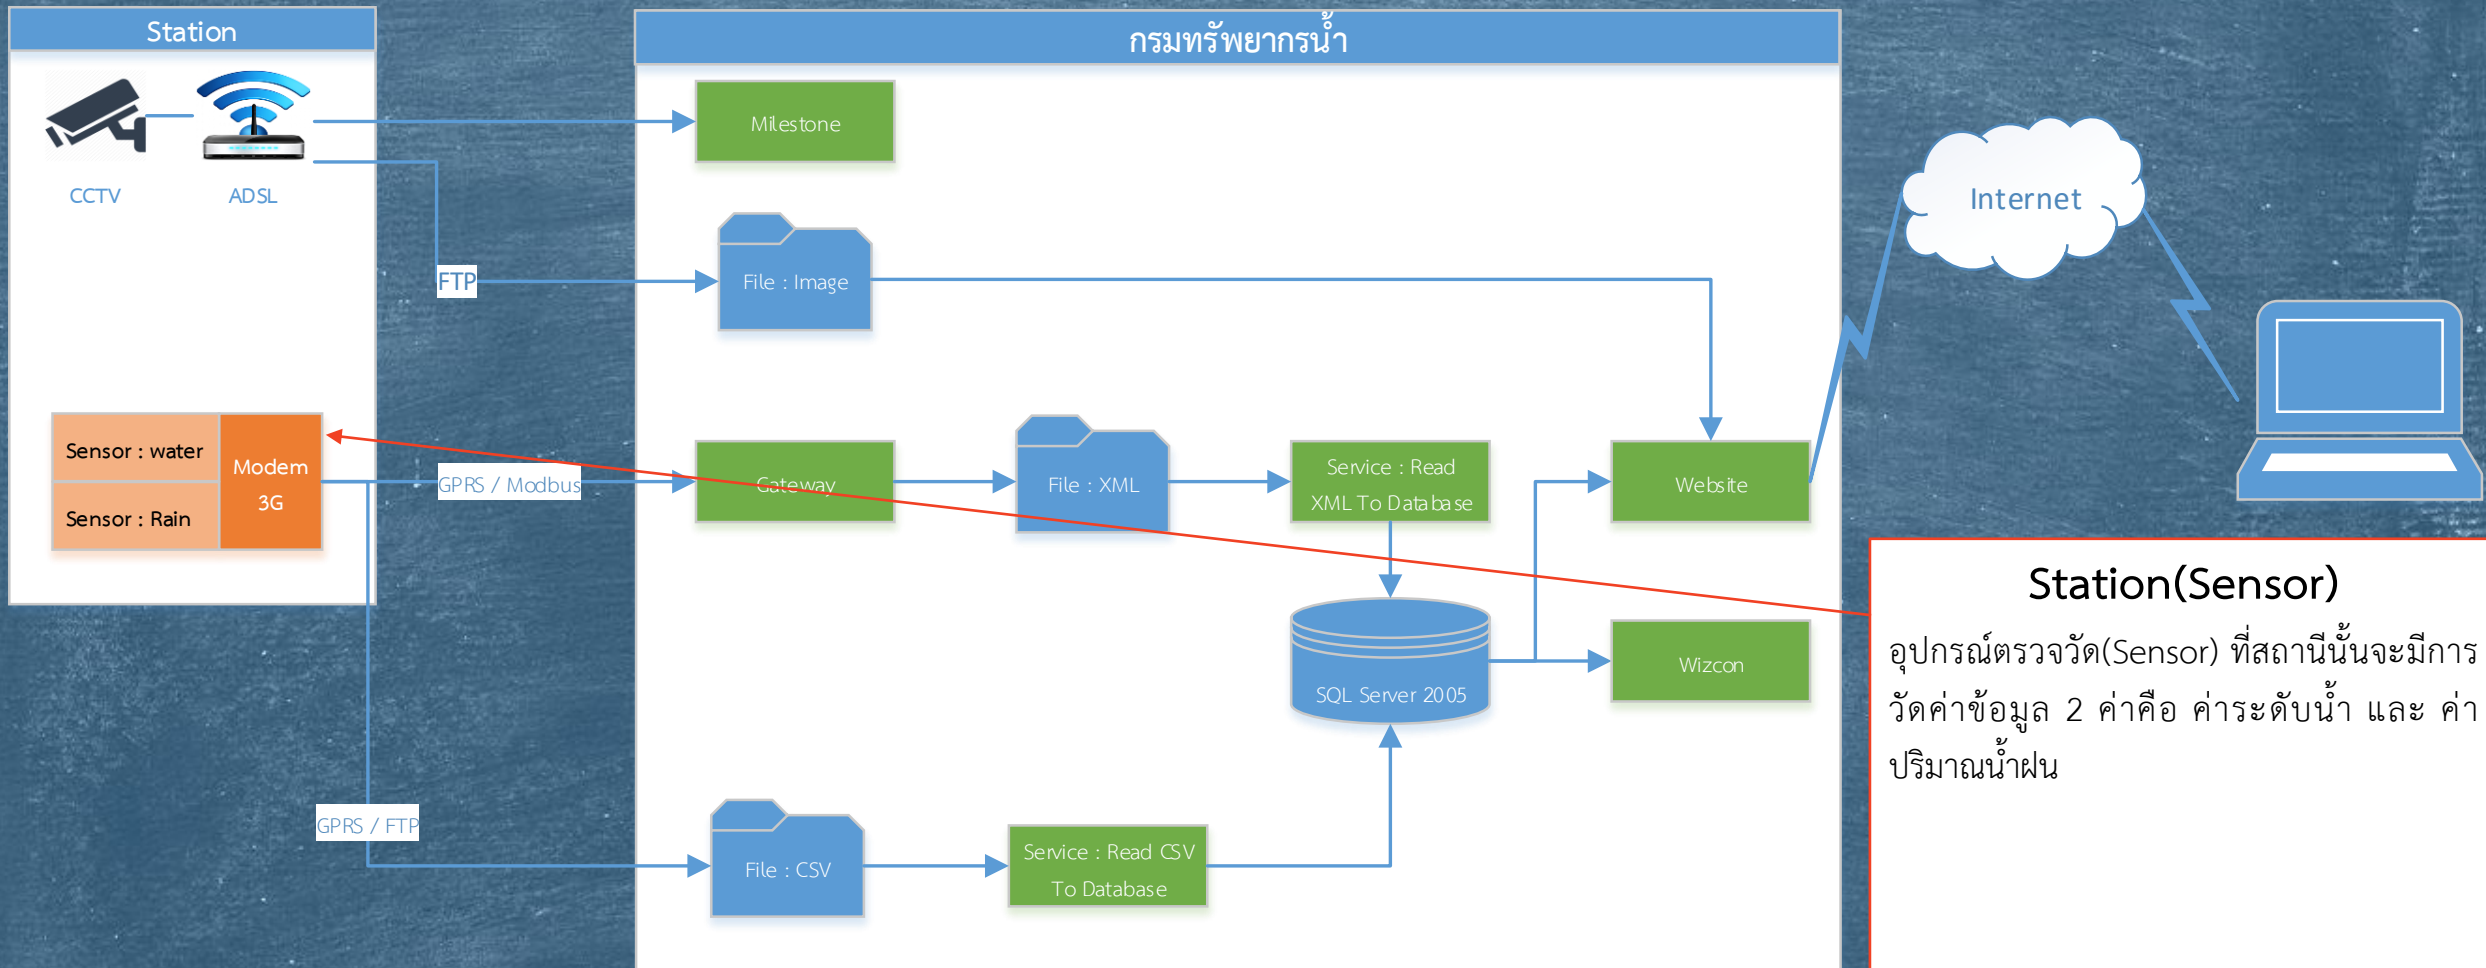 Station
กรมทรัพยากรน้ำ
CCTV
ADSL
Milestone
FTP
File : Image
Internet
Sensor : water
Sensor : Rain
Modem
3G
GPRS / Modbus
Gateway
File : XML
Service : Read
XML To Database
Website
SQL Server 2005
Wizcon
GPRS / FTP
File : CSV
Service : Read CSV
To Database
Station(Sensor)
อุปกรณ์ตรวจวัด(Sensor) ที่สถานีนั้นจะมีการ
วัดค่าข้อมูล 2 ค่าคือ ค่าระดับน้ำ และ ค่า
ปริมาณน้ำฝน